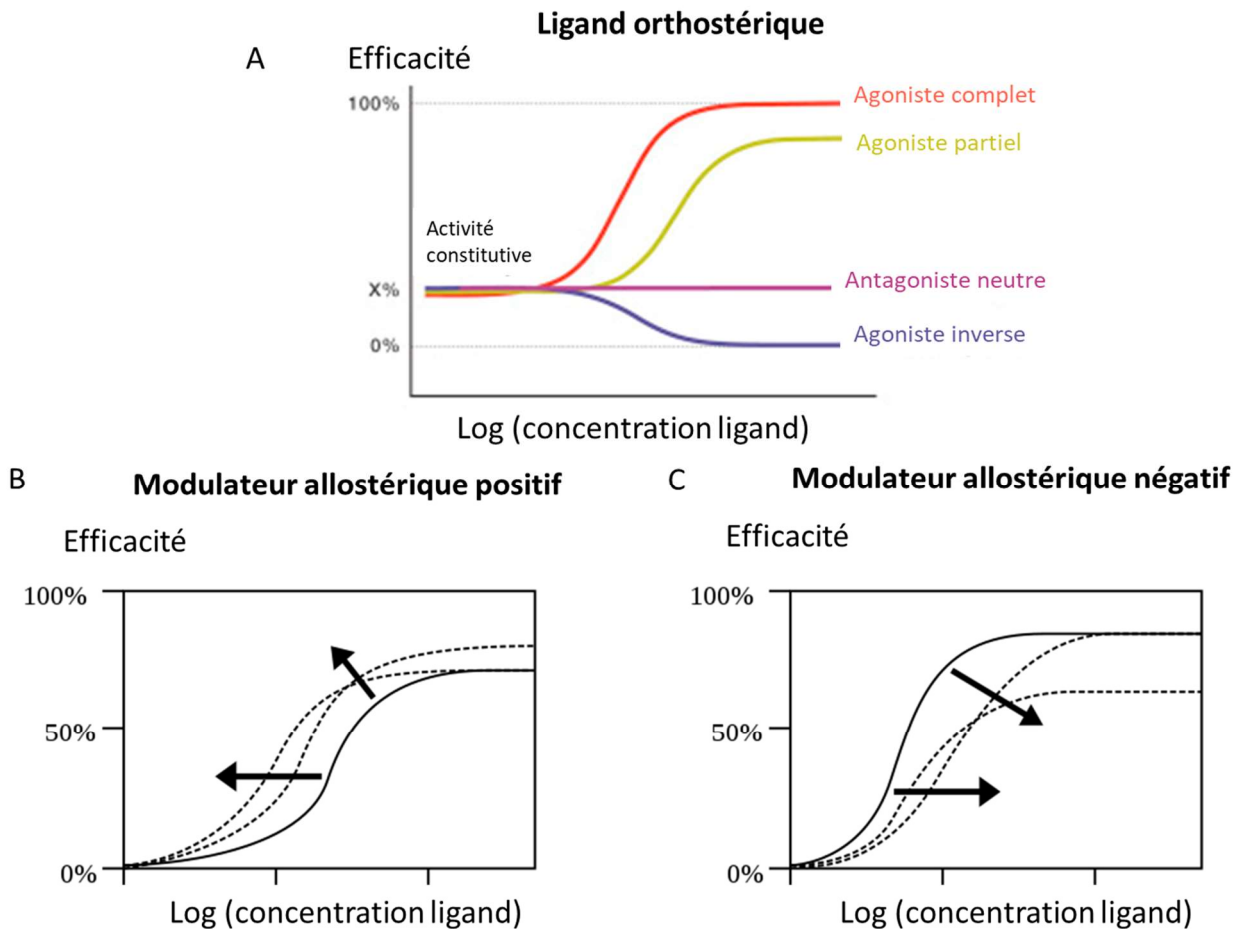 Ligand orthostérique
A
Efficacité
100%
Agoniste complet
Agoniste partiel
Activité
constitutive
X%
Antagoniste neutre
Agoniste inverse
0%
Log (concentration ligand)
B
Modulateur allostérique positif
Efficacité
100%
50%
0%
Log (concentration ligand)
C
Modulateur allostérique négatif
Efficacité
100%
50%
0%
Log (concentration ligand)